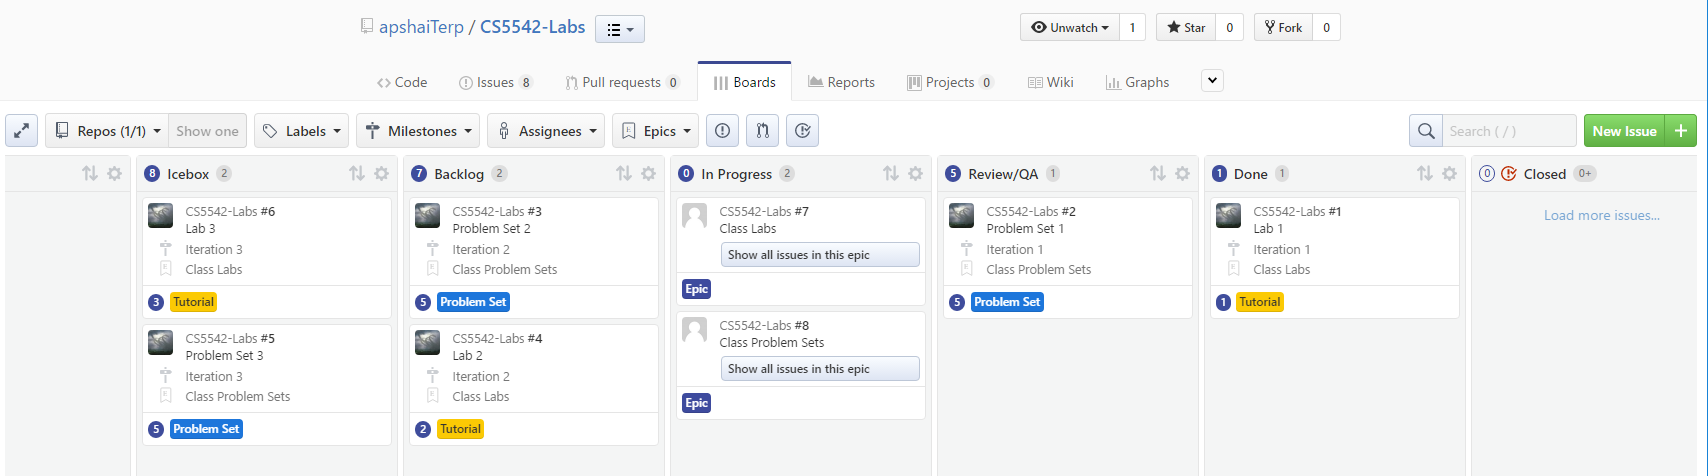 apshaiTerp / CS5542-Labs
Unwatch 1 Star 0 Fork 0
Code Issues 8 Pull requests 0 Boards Reports Projects 0 Wiki Graphs
Repos (1/1) Show one Labels Milestones Assignees Epics Search ( / ) New Issue +
8 Icebox 2
CS5542-Labs #6
Lab 3
Iteration 3
Class Labs
3 Tutorial
CS5542-Labs #5
Problem Set 3
Iteration 3
Class Problem Sets
5 Problem Set
7 Backlog 2
CS5542-Labs #3
Problem Set 2
Iteration 2
Class Problem Sets
5 Problem Set
CS5542-Labs #4
Lab 2
Iteration 2
Class Labs
2 Tutorial
0 In Progress 2
CS5542-Labs #7
Class Labs
Show all issues in this epic
Epic
CS5542-Labs #8
Class Problem Sets
Show all issues in this epic
Epic
5 Review/QA 1
CS5542-Labs #2
Problem Set 1
Iteration 1
Class Problem Sets
5 Problem Set
1 Done 1
CS5542-Labs #1
Lab 1
Iteration 1
Class Labs
1 Tutorial
0 Closed 0+
Load more issues...